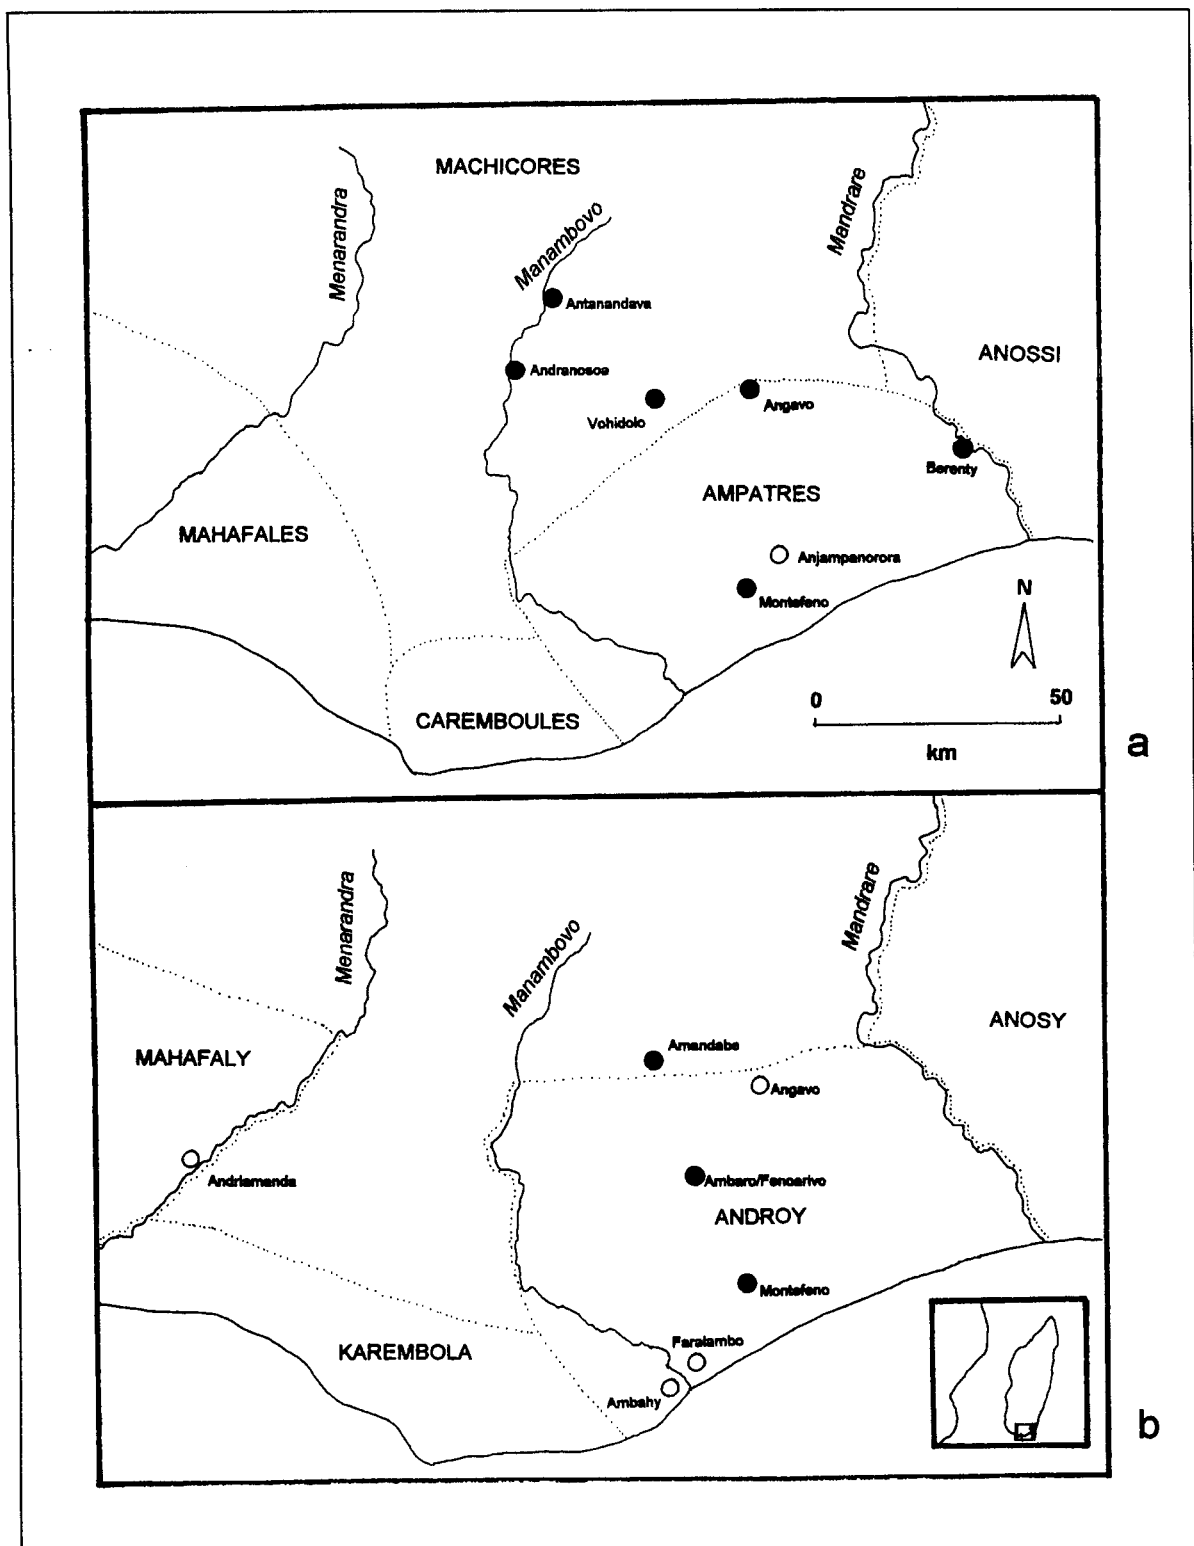 MACHICORES
Menarandra
Manambovo
Mandrare
Antanandava
ANOSSI
Andranosoa
Vohidolo
Angavo
Berenty
AMPATRES
MAHAFALES
Anjampanorora
Montefeno
N
CAREMBOULES
0
50
km
a
Menarandra
Manambovo
Mandrare
ANOSY
MAHAFALY
Amandabe
Angavo
Andriamanda
Ambaro/Fenoarivo
ANDROY
Montefeno
KAREMBOLA
Faralambo
Ambahy
b